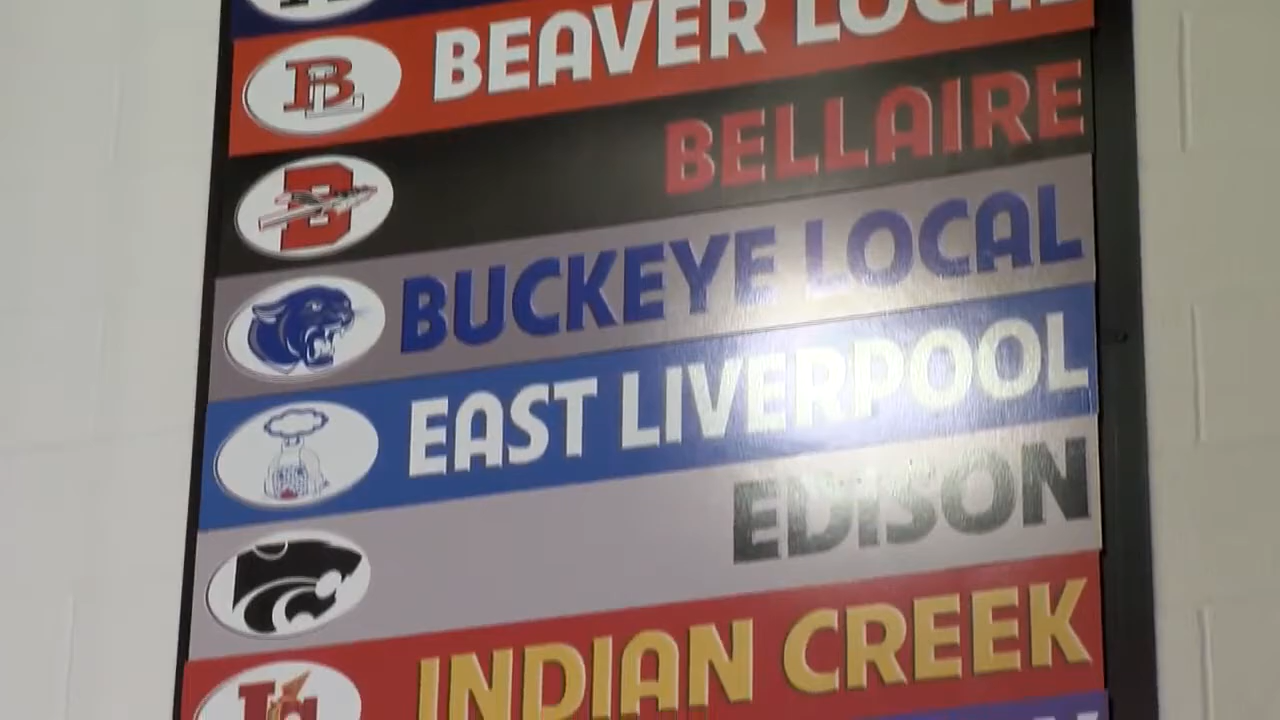 BEAVER LOCAL
BL
BELLAIRE
B
BUCKEYE LOCAL
EAST LIVERPOOL
EDISON
INDIAN CREEK